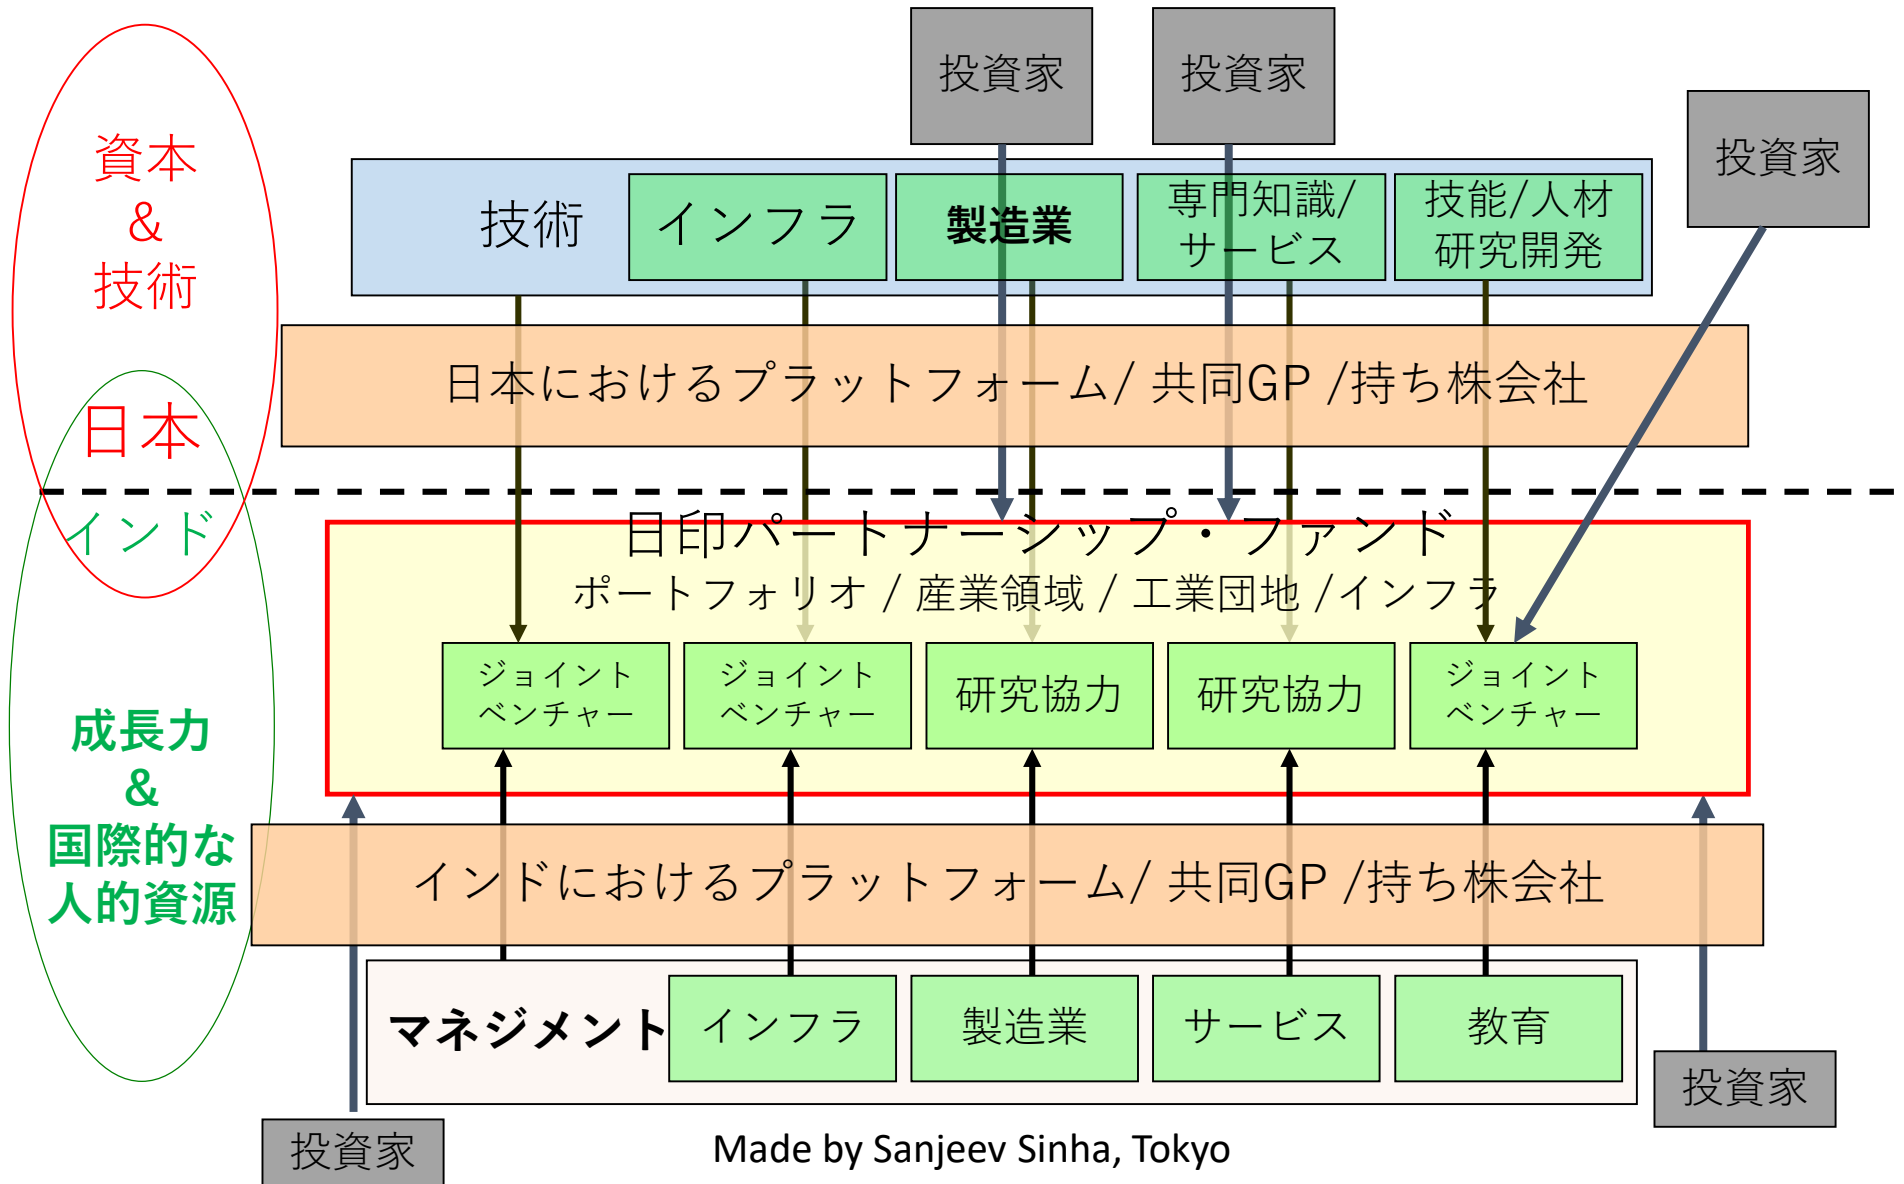 投資家
投資家
投資家
資本
&
技術
日本
技術
インフラ
製造業
専門知識/
サービス
技能/人材
研究開発
日本におけるプラットフォーム/ 共同GP /持ち株会社
インド
日印パートナーシップ・ファンド
ポートフォリオ / 産業領域 / 工業団地 /インフラ
ジョイント
ベンチャー
ジョイント
ベンチャー
研究協力
研究協力
ジョイント
ベンチャー
成長力
&
国際的な
人的資源
インドにおけるプラットフォーム/ 共同GP /持ち株会社
マネジメント
インフラ
製造業
サービス
教育
投資家
投資家
Made by Sanjeev Sinha, Tokyo